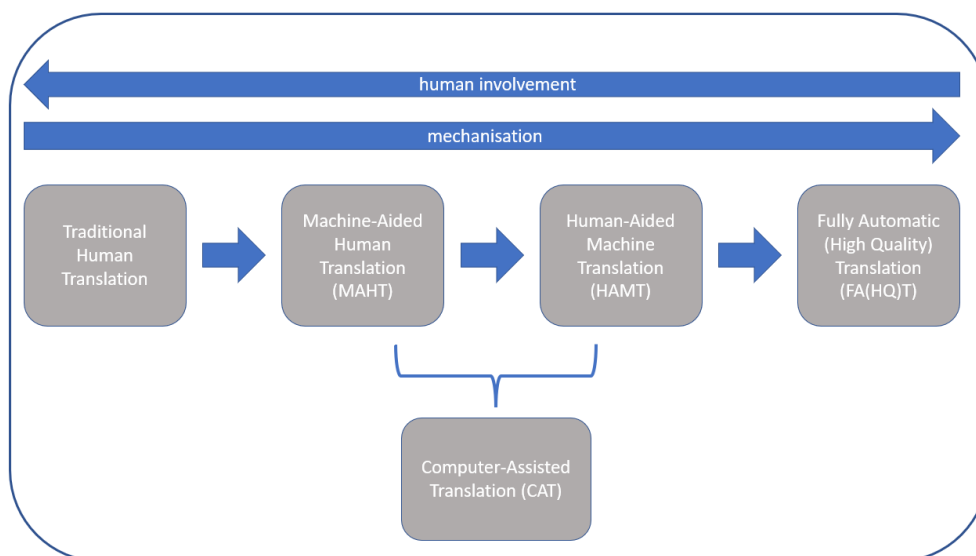 human involvement
mechanisation
Traditional
Human
Translation
Machine-Aided
Human
Translation
(MAHT)
Human-Aided
Machine
Translation
(HAMT)
Fully Automatic
(High Quality)
Translation
(FA(HQ)T)
Computer-Assisted
Translation (CAT)